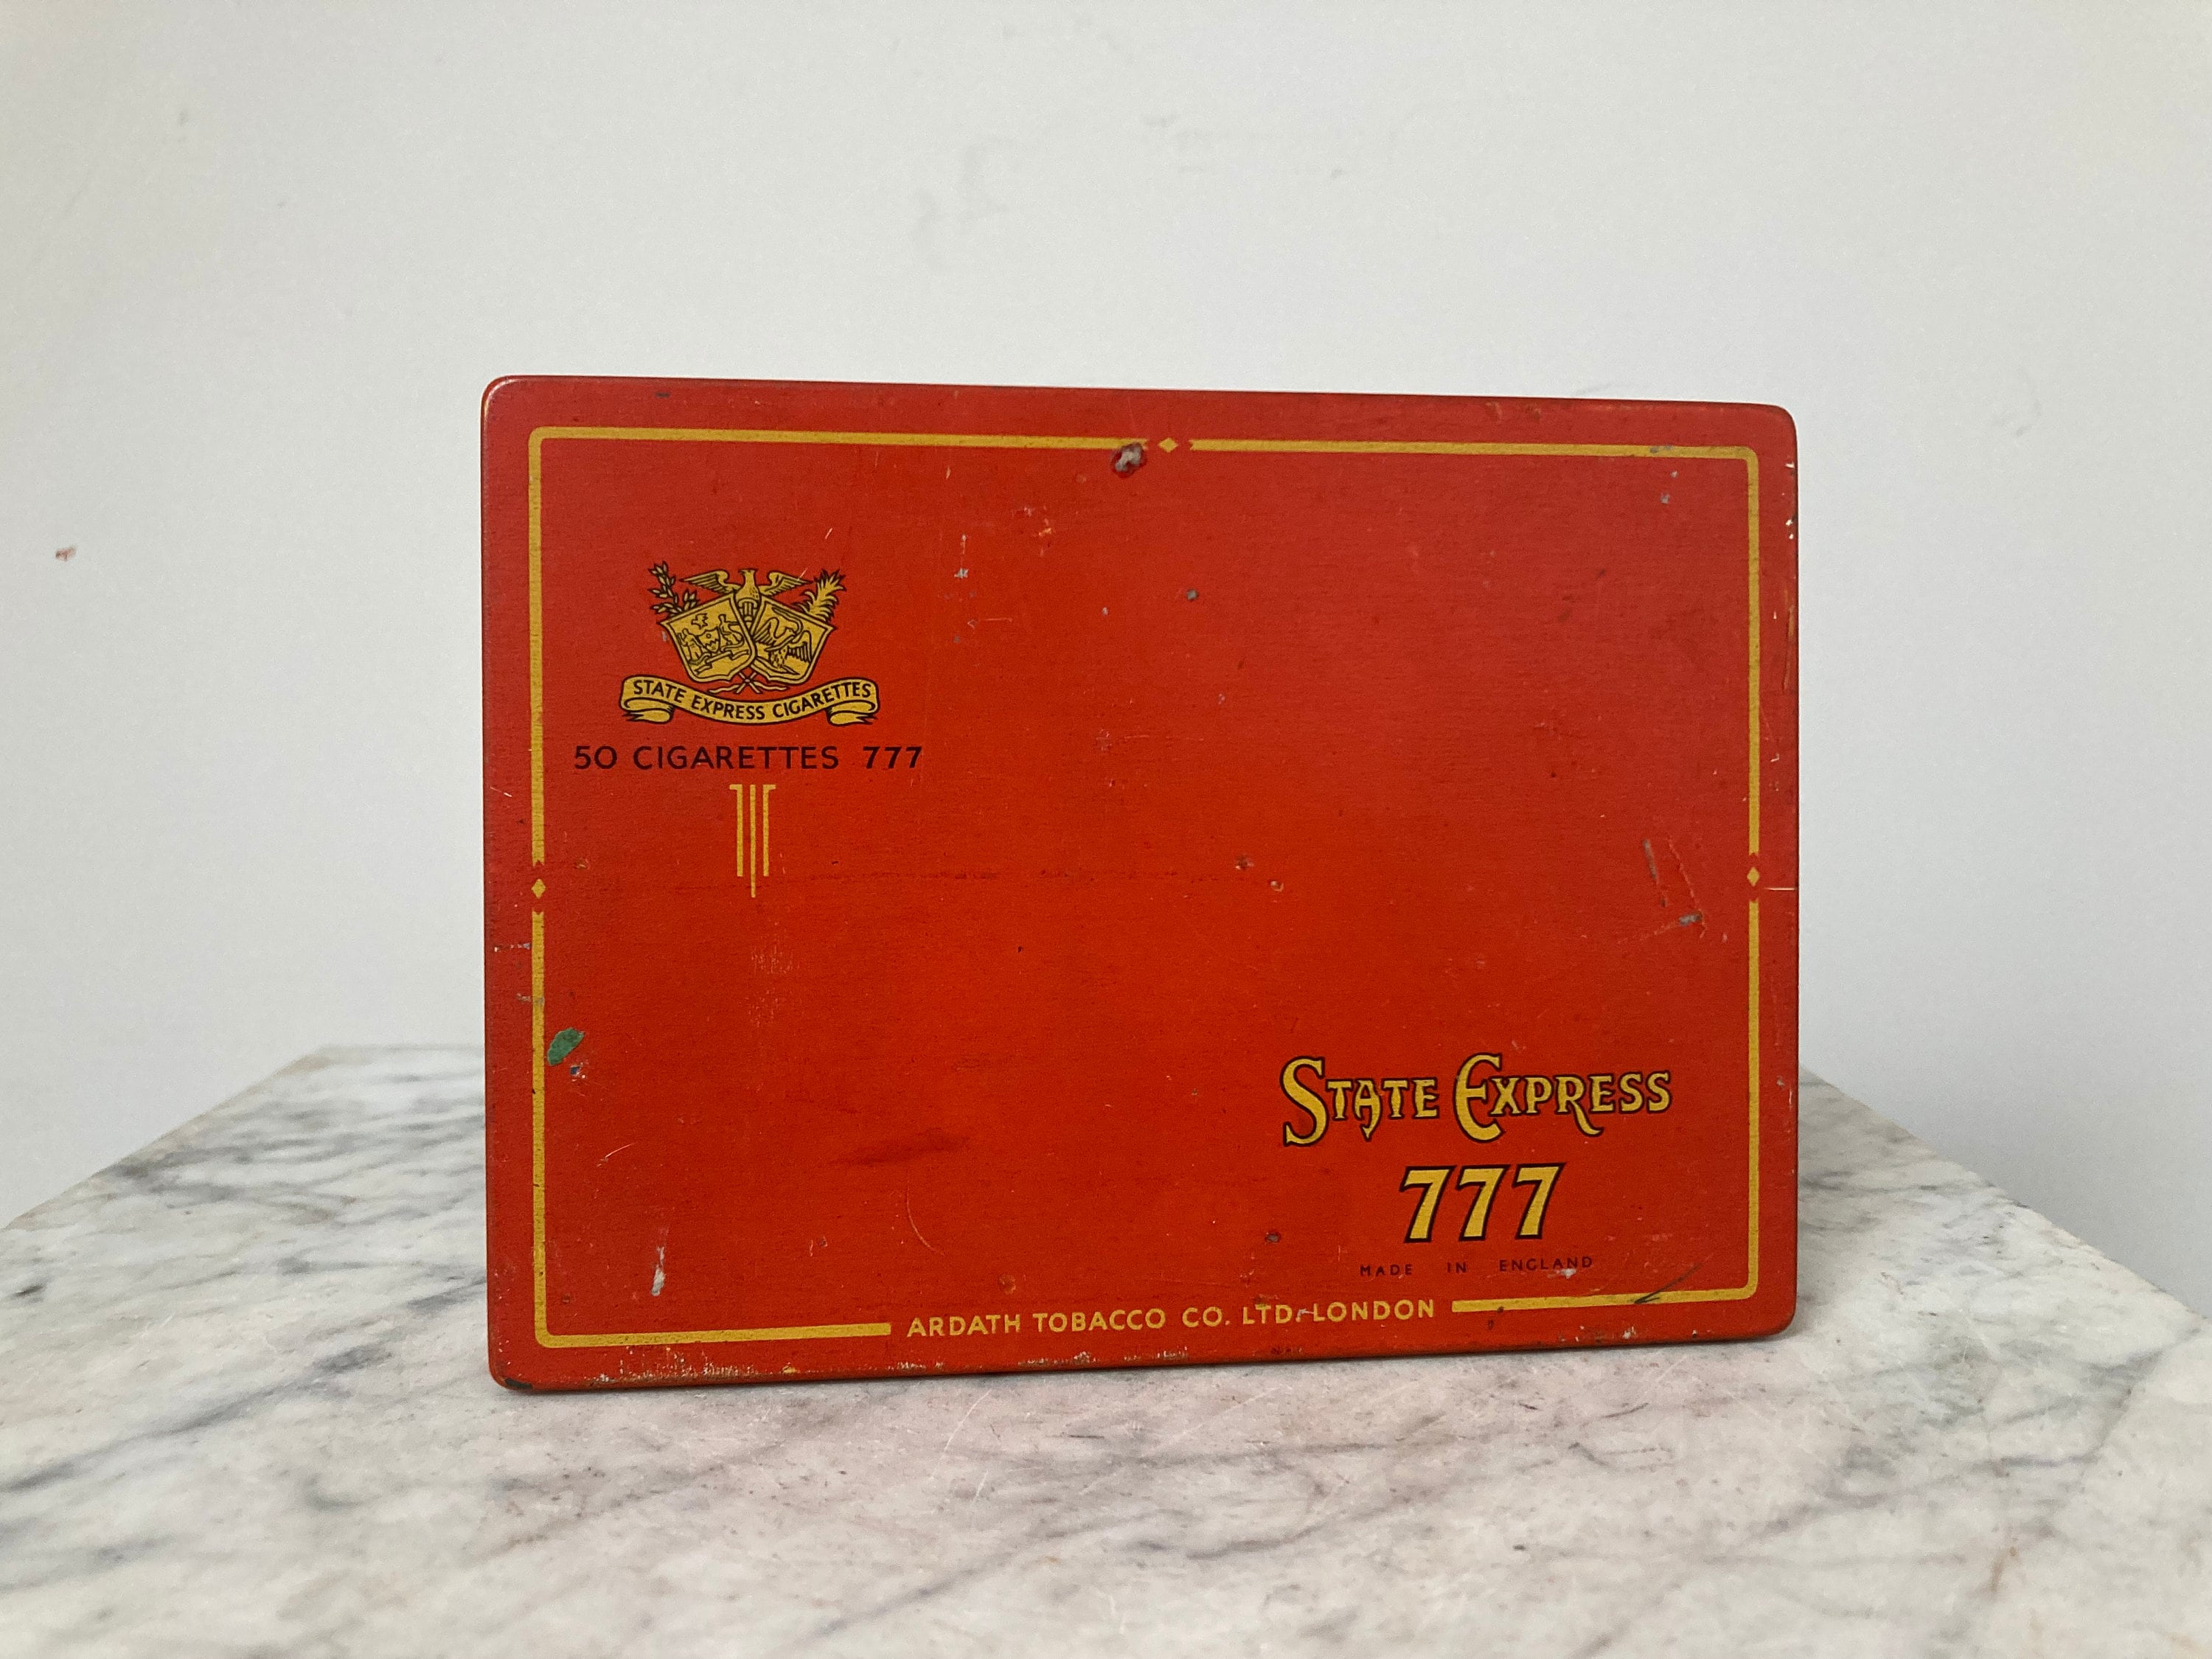 STATE EXPRESS CIGARETTES
50 CIGARETTES 777
STATE EXPRESS
777
MADE IN ENGLAND
ARDATH TOBACCO CO. LTD. LONDON